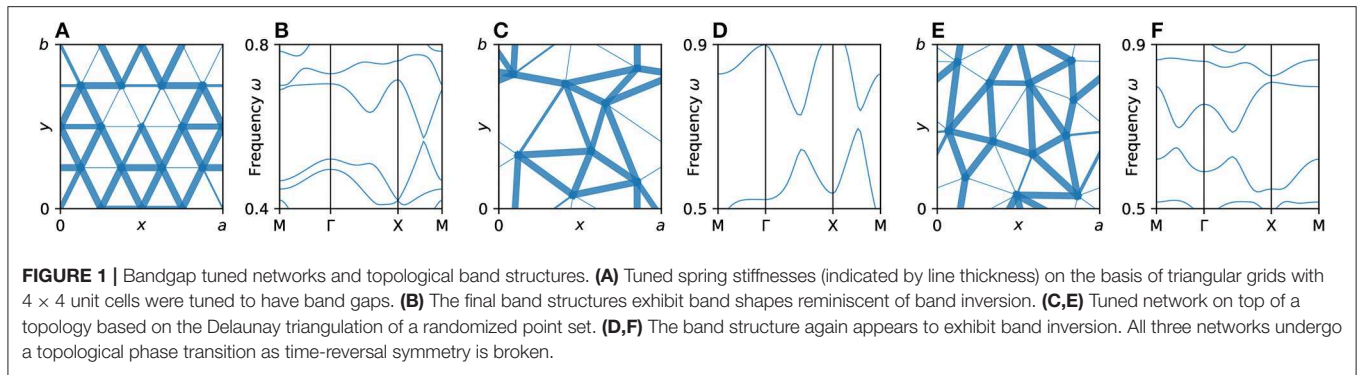 A B C D E F
b 0.8 b 0.9 b 0.9
y Frequency ω y Frequency ω y Frequency ω
0 0.4 0 0.5 0 0.5
0 x a M Γ X M 0 x a M Γ X M 0 x a M Γ X M
FIGURE 1 | Bandgap tuned networks and topological band structures. (A) Tuned spring stiffnesses (indicated by line thickness) on the basis of triangular grids with
4 × 4 unit cells were tuned to have band gaps. (B) The final band structures exhibit band shapes reminiscent of band inversion. (C,E) Tuned network on top of a
topology based on the Delaunay triangulation of a randomized point set. (D,F) The band structure again appears to exhibit band inversion. All three networks undergo
a topological phase transition as time-reversal symmetry is broken.